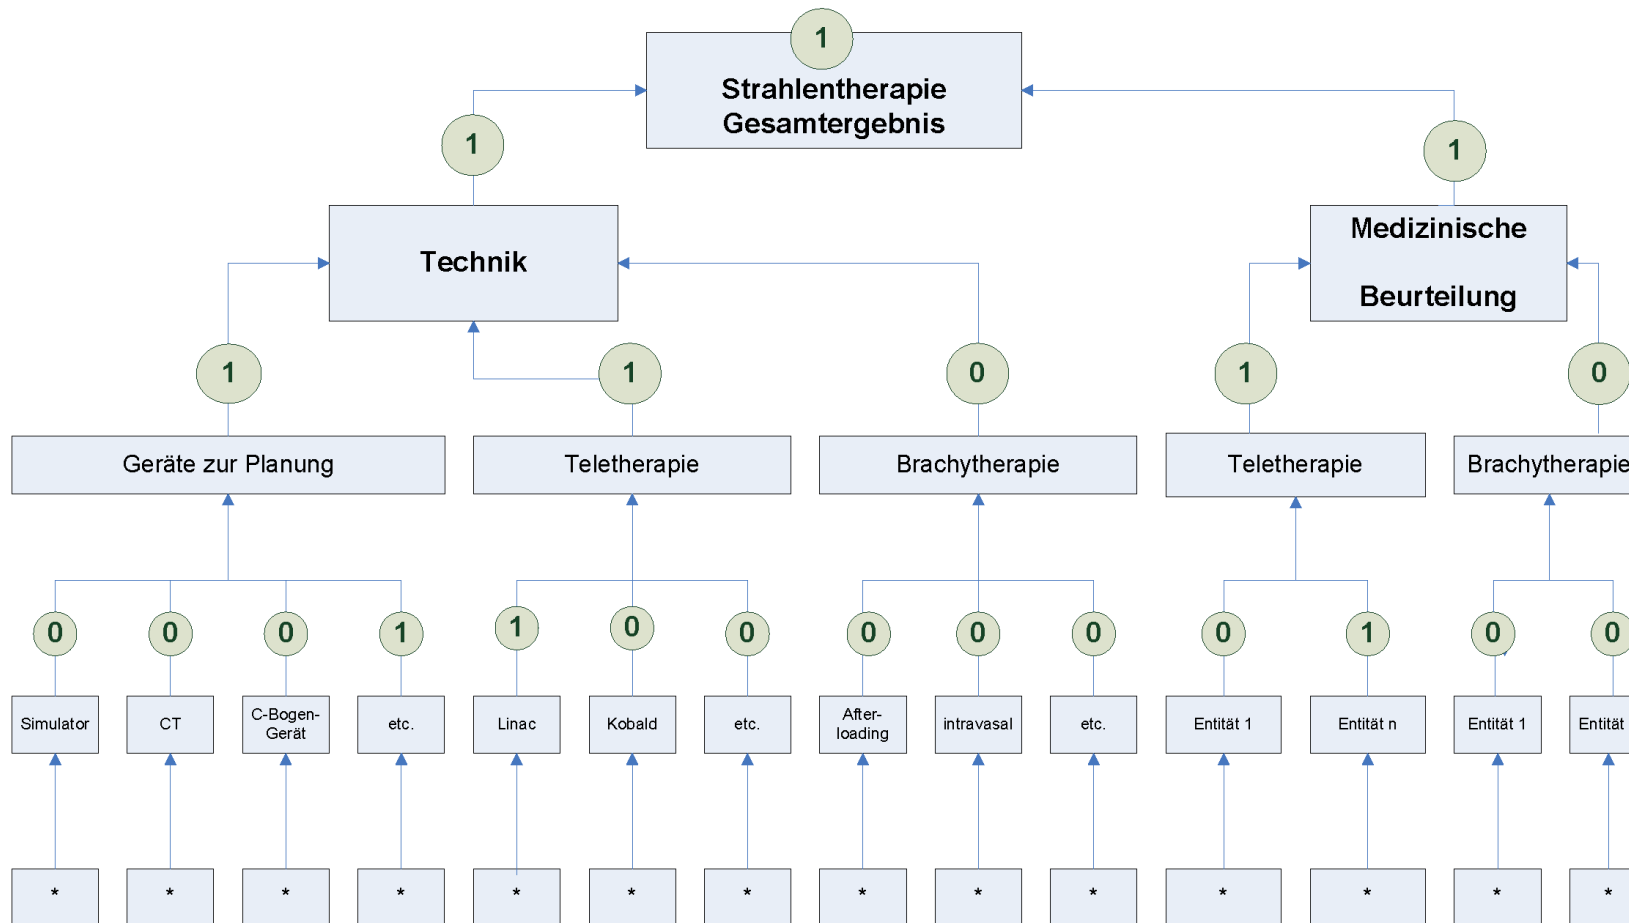 1
Strahlentherapie
Gesamtergebnis
1
1
Technik
Medizinische
Beurteilung
1
1
0
1
0
Geräte zur Planung
Teletherapie
Brachytherapie
Teletherapie
Brachytherapie
0
0
0
1
1
0
0
0
0
0
0
1
0
0
Simulator
CT
C-Bogen-
Gerät
etc.
Linac
Kobald
etc.
After-
loading
intravasal
etc.
Entität 1
Entität n
Entität 1
Entität
*
*
*
*
*
*
*
*
*
*
*
*
*
*